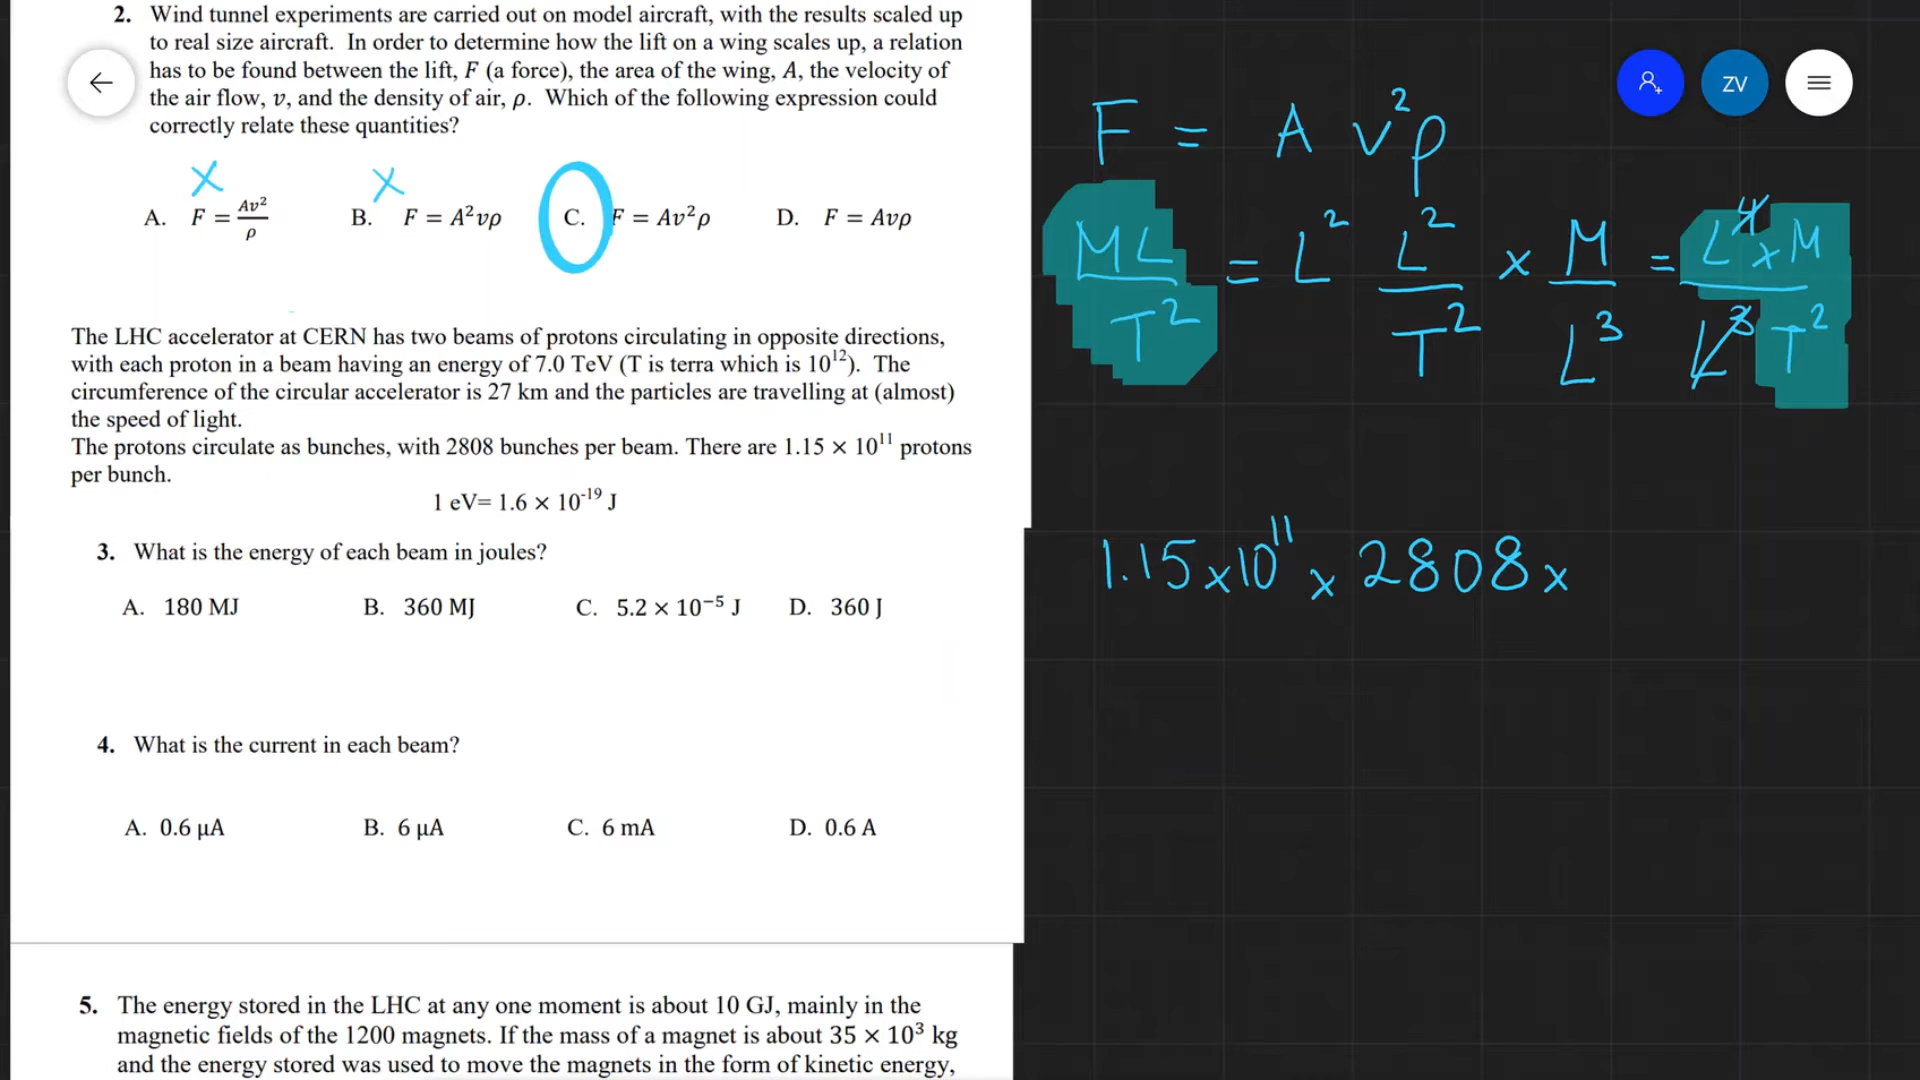 2. Wind tunnel experiments are carried out on model aircraft, with the results scaled up
to real size aircraft. In order to determine how the lift on a wing scales up, a relation
has to be found between the lift, F (a force), the area of the wing, A, the velocity of
the air flow, v, and the density of air, ρ. Which of the following expression could
correctly relate these quantities?
X X
A. F = Av²/ρ B. F = A²vρ C. F = Av²ρ D. F = Avρ
The LHC accelerator at CERN has two beams of protons circulating in opposite directions,
with each proton in a beam having an energy of 7.0 TeV (T is terra which is 10¹²). The
circumference of the circular accelerator is 27 km and the particles are travelling at (almost)
the speed of light.
The protons circulate as bunches, with 2808 bunches per beam. There are 1.15 × 10¹¹ protons
per bunch.
1 eV= 1.6 × 10⁻¹⁹ J
3. What is the energy of each beam in joules?
A. 180 MJ B. 360 MJ C. 5.2 × 10⁻⁵ J D. 360 J
4. What is the current in each beam?
A. 0.6 μA B. 6 μA C. 6 mA D. 0.6 A
5. The energy stored in the LHC at any one moment is about 10 GJ, mainly in the
magnetic fields of the 1200 magnets. If the mass of a magnet is about 35 × 10³ kg
and the energy stored was used to move the magnets in the form of kinetic energy,
ZV
F = A v²ρ
ML/T² = L² L²/T² × M/L³ = L⁴ × M/L³ T²
1.15×10¹¹ × 2808 ×